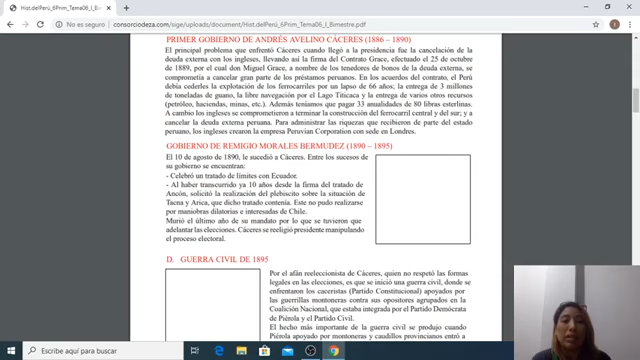 Hist.delPerú_6Prim_Tema06_I_Bimestre.pdf
No es seguro | consorciodeza.com/sige/uploads/document/Hist.delPerú_6Prim_Tema06_I_Bimestre.pdf
PRIMER GOBIERNO DE ANDRÉS AVELINO CÁCERES (1886 – 1890)
El principal problema que enfrentó Cáceres cuando llegó a la presidencia fue la cancelación de la
deuda externa con los ingleses, llevando así la firma del Contrato Grace, efectuado el 25 de octubre
de 1889, por el cual don Miguel Grace, a nombre de los tenedores de bonos de la deuda externa, se
comprometía a cancelar gran parte de los préstamos peruanos. En los acuerdos del contrato, el Perú
debía cederles la explotación de los ferrocarriles por un lapso de 66 años; la entrega de 3 millones
de toneladas de guano, la libre navegación por el Lago Titicaca y la entrega de varios otros recursos
(petróleo, haciendas, minas, etc.). Además teníamos que pagar 33 anualidades de 80 libras esterlinas.
A cambio los ingleses se comprometieron a terminar la construcción del ferrocarril central y del sur; y
a cancelar la deuda externa peruana. Para administrar las riquezas que recibieron de parte del estado
peruano, los ingleses crearon la empresa Peruvian Corporation con sede en Londres.
GOBIERNO DE REMIGIO MORALES BERMUDEZ (1890 – 1895)
El 10 de agosto de 1890, le sucedió a Cáceres. Entre los sucesos de
su gobierno se encuentran:
- Celebró un tratado de límites con Ecuador.
- Al haber transcurrido ya 10 años desde la firma del tratado de
Ancón, solicitó la realización del plebiscito sobre la situación de
Tacna y Arica, que dicho tratado contenía. Este no pudo realizarse por
maniobras dilatorias e interesadas de Chile.
Murió el último año de su mandato por lo que se tuvieron que
adelantar las elecciones. Cáceres se reeligió presidente manipulando
el proceso electoral.
D. GUERRA CIVIL DE 1895
Por el afán reeleccionista de Cáceres, quien no respetó las formas
legales en las elecciones, es que se inició una guerra civil, donde se
enfrentaron los caceristas (Partido Constitucional) apoyados por
las guerrillas montoneras contra sus opositores agrupados en la
Coalición Nacional, que estaba integrada por el Partido Demócrata
de Piérola y el Partido Civil.
El hecho más importante de la guerra civil se produjo cuando
Piérola apoyado por montoneras y caudillos provincianos entró a
Escribe aquí para buscar